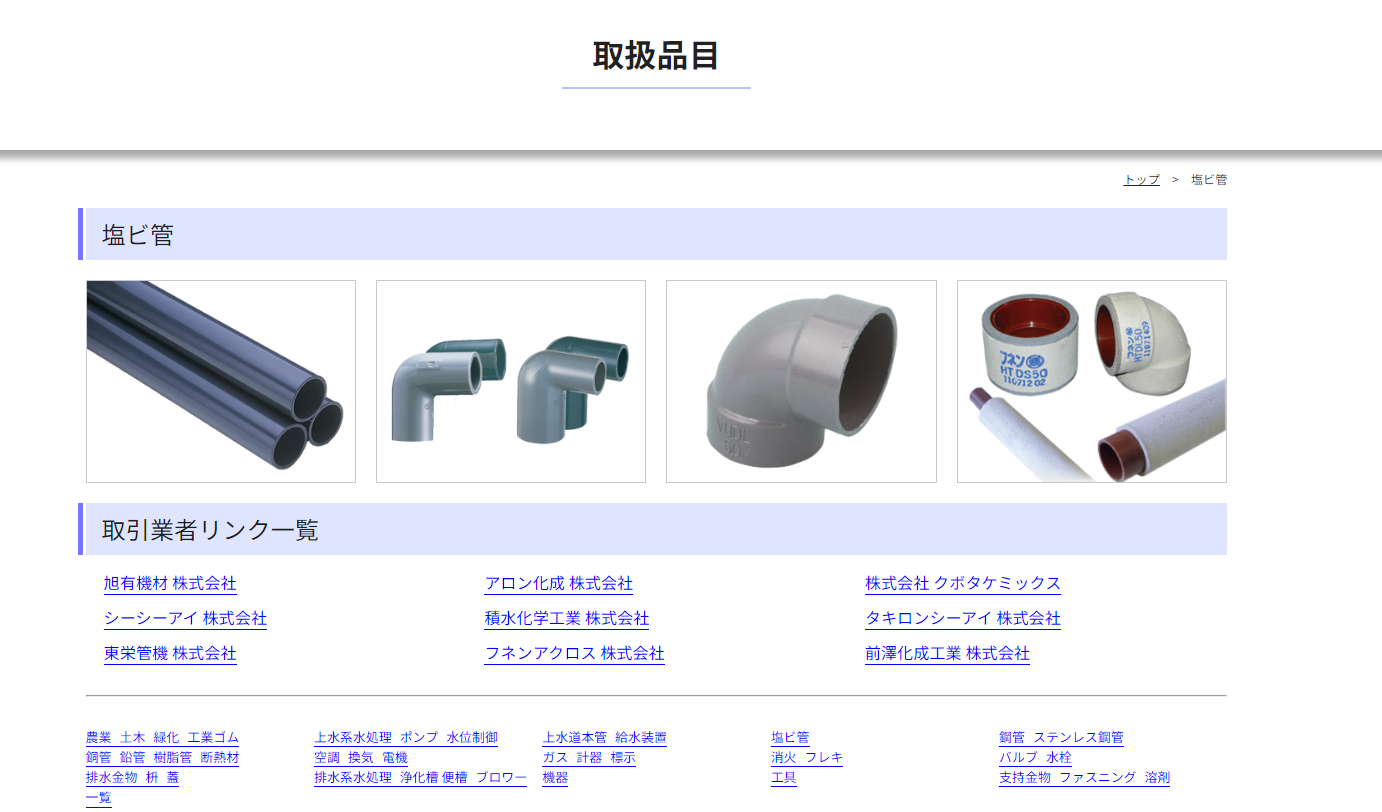 取扱品目
トップ > 塩ビ管
塩ビ管
VUDL
50
フネン
HT DS50
11071202
フネン
HTDL50
11071409
取引業者リンク一覧
旭有機材 株式会社 アロン化成 株式会社 株式会社 クボタケミックス
シーシーアイ 株式会社 積水化学工業 株式会社 タキロンシーアイ 株式会社
東栄管機 株式会社 フネンアクロス 株式会社 前澤化成工業 株式会社
農業 土木 緑化 工業ゴム 上水系水処理 ポンプ 水位制御 上水道本管 給水装置 塩ビ管 鋼管 ステンレス鋼管
銅管 鉛管 樹脂管 断熱材 空調 換気 電機 ガス 計器 標示 消火 フレキ バルブ 水栓
排水金物 枡 蓋 排水系水処理 浄化槽 便槽 ブロワー 機器 工具 支持金物 ファスニング 溶剤
一覧